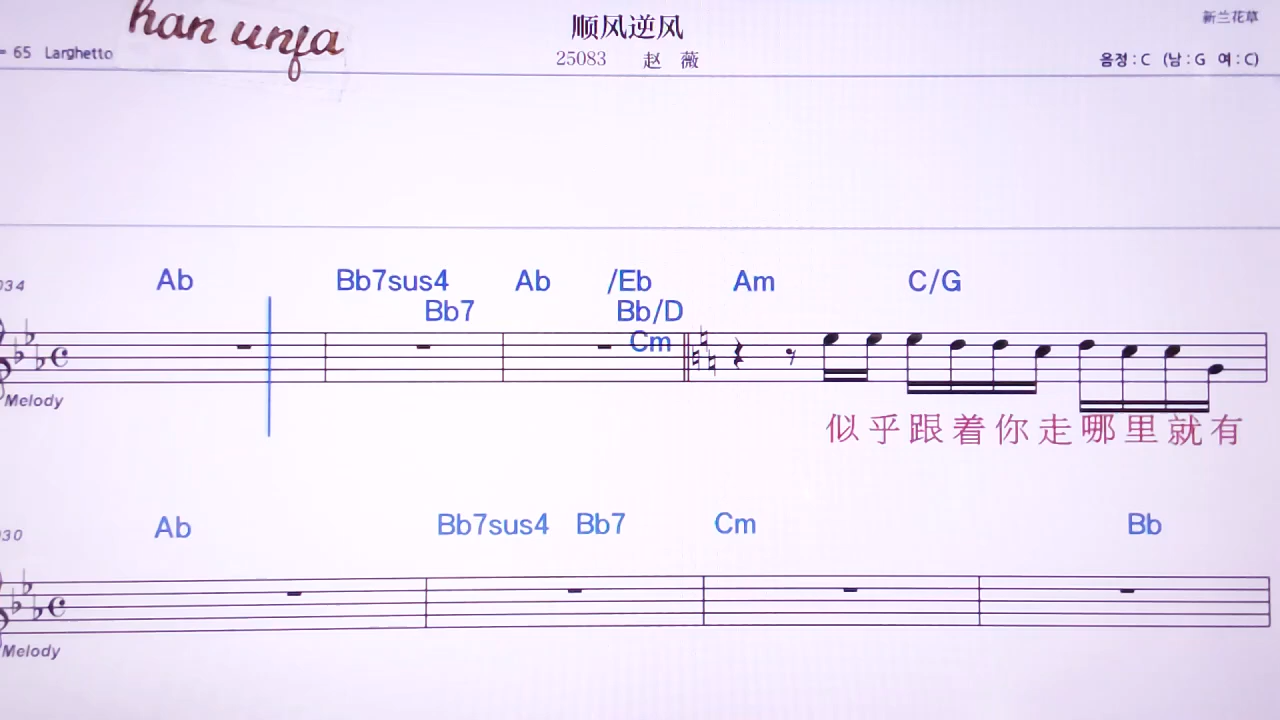 han unja
顺风逆风
新兰花草
= 65 Larghetto
25083 赵 薇
음정 : C (남 : G 여 : C)
034
Ab Bb7sus4 Ab /Eb Am C/G
Bb7 Bb/D
Cm
Melody
似乎跟着你走哪里就有
030
Ab Bb7sus4 Bb7 Cm Bb
Melody